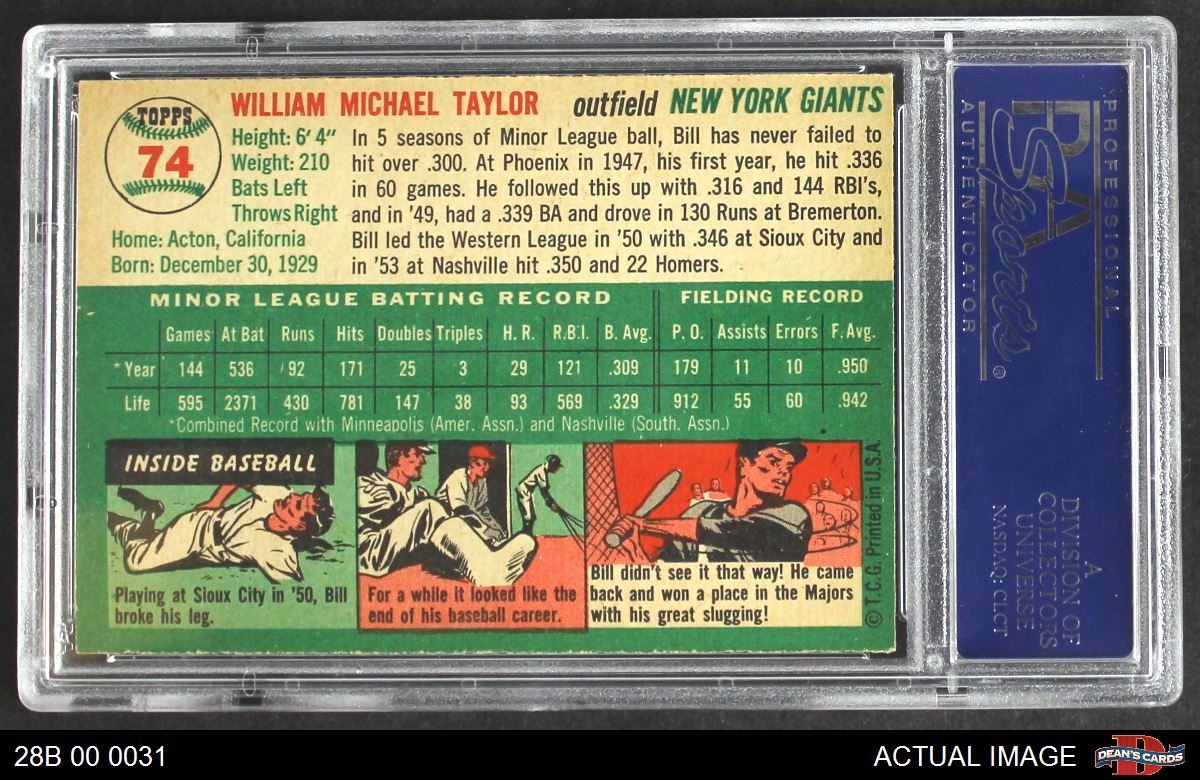 TOPPS
74
WILLIAM MICHAEL TAYLOR outfield NEW YORK GIANTS
Height: 6' 4"
Weight: 210
Bats Left
Throws Right
Home: Acton, California
Born: December 30, 1929
In 5 seasons of Minor League ball, Bill has never failed to
hit over .300. At Phoenix in 1947, his first year, he hit .336
in 60 games. He followed this up with .316 and 144 RBI's,
and in '49, had a .339 BA and drove in 130 Runs at Bremerton.
Bill led the Western League in '50 with .346 at Sioux City and
in '53 at Nashville hit .350 and 22 Homers.
MINOR LEAGUE BATTING RECORD FIELDING RECORD
Games At Bat Runs Hits Doubles Triples H. R. R.B.I. B. Avg. P. O. Assists Errors F. Avg.
* Year 144 536 92 171 25 3 29 121 .309 179 11 10 .950
Life 595 2371 430 781 147 38 93 569 .329 912 55 60 .942
*Combined Record with Minneapolis (Amer. Assn.) and Nashville (South. Assn.)
INSIDE BASEBALL
Playing at Sioux City in '50, Bill
broke his leg.
For a while it looked like the
end of his baseball career.
Bill didn't see it that way! He came
back and won a place in the Majors
with his great slugging!
© T.C.G. Printed in U.S.A.
PROFESSIONAL
PSA
Sports®
AUTHENTICATOR
A
DIVISION OF
COLLECTORS
UNIVERSE
NASDAQ: CLCT
28B 00 0031
ACTUAL IMAGE
DEAN'S CARDS